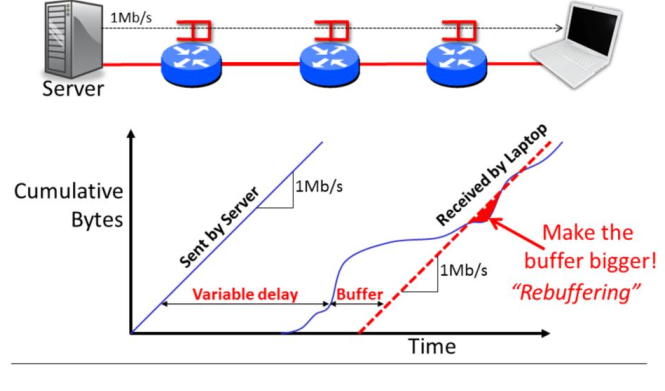 1Mb/s
Server
Cumulative
Bytes
Sent by Server
1Mb/s
Received by Laptop
Make the
buffer bigger!
“Rebuffering”
1Mb/s
Variable delay
Buffer
Time